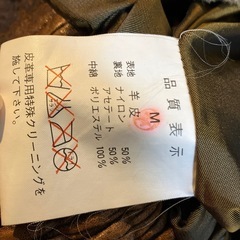 品質表示
M
表地 羊皮
裏地 ナイロン 50%
アセテート 50%
中綿 ポリエステル 100%
皮革専用特殊クリーニングを
施して下さい。